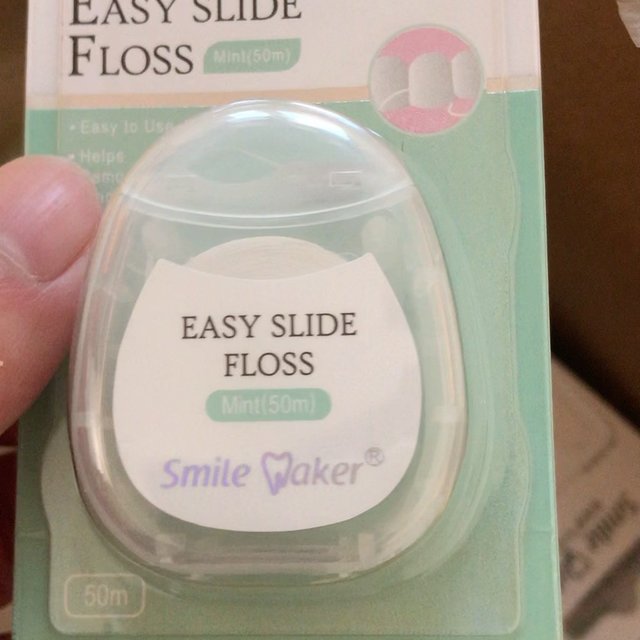 EASY SLIDE
FLOSS Mint(50m)
• Easy to Use
• Helps
EASY SLIDE
FLOSS
Mint(50m)
Smile Maker®
50m